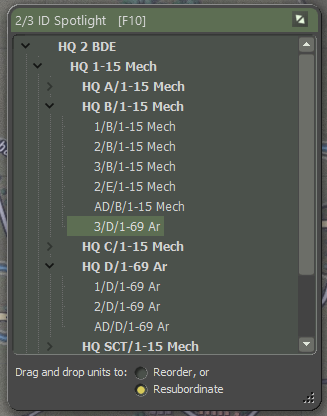 2/3 ID Spotlight [F10]
HQ 2 BDE
HQ 1-15 Mech
HQ A/1-15 Mech
HQ B/1-15 Mech
1/B/1-15 Mech
2/B/1-15 Mech
3/B/1-15 Mech
2/E/1-15 Mech
AD/B/1-15 Mech
3/D/1-69 Ar
HQ C/1-15 Mech
HQ D/1-69 Ar
1/D/1-69 Ar
2/D/1-69 Ar
AD/D/1-69 Ar
HQ SCT/1-15 Mech
Drag and drop units to: Reorder, or
Resubordinate